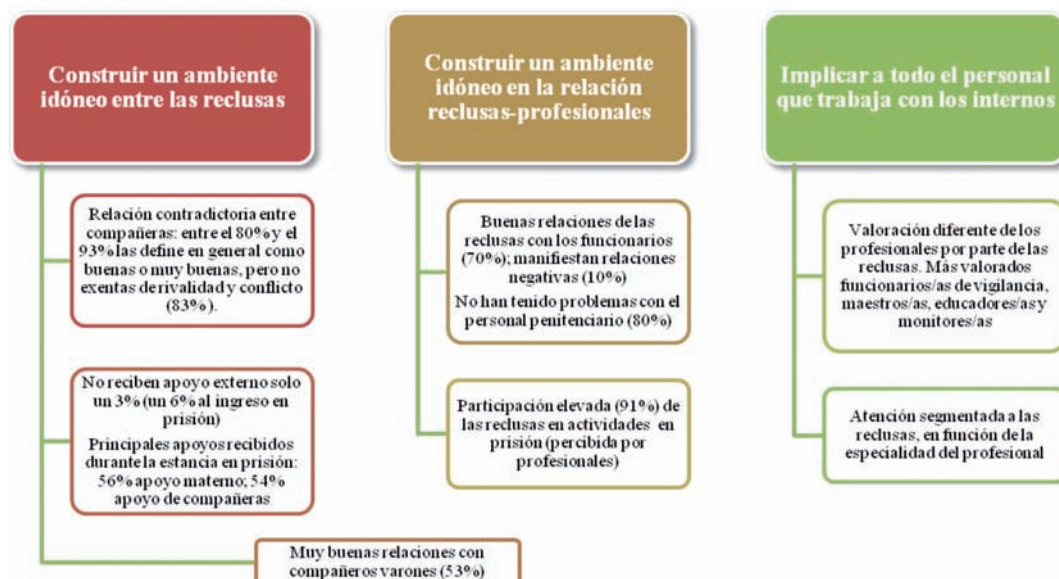 Construir un ambiente
idóneo entre las reclusas
Relación contradictoria entre
compañeras: entre el 80% y el
93% las define en general como
buenas o muy buenas, pero no
exentas de rivalidad y conflicto
(83%).
No reciben apoyo externo solo
un 3% (un 6% al ingreso en
prisión)
Principales apoyos recibidos
durante la estancia en prisión:
56% apoyo materno; 54%
apoyo de compañeras
Muy buenas relaciones con
compañeros varones (53%)
Construir un ambiente
idóneo en la relación
reclusas-profesionales
Buenas relaciones de las
reclusas con los funcionarios
(70%); manifiestan relaciones
negativas (10%)
No han tenido problemas con el
personal penitenciario (80%)
Participación elevada (91%) de
las reclusas en actividades en
prisión (percibida por
profesionales)
Implicar a todo el personal
que trabaja con los internos
Valoración diferente de los
profesionales por parte de las
reclusas. Más valorados
funcionarios/as de vigilancia,
maestros/as, educadores/as y
monitores/as
Atención segmentada a las
reclusas, en función de la
especialidad del profesional